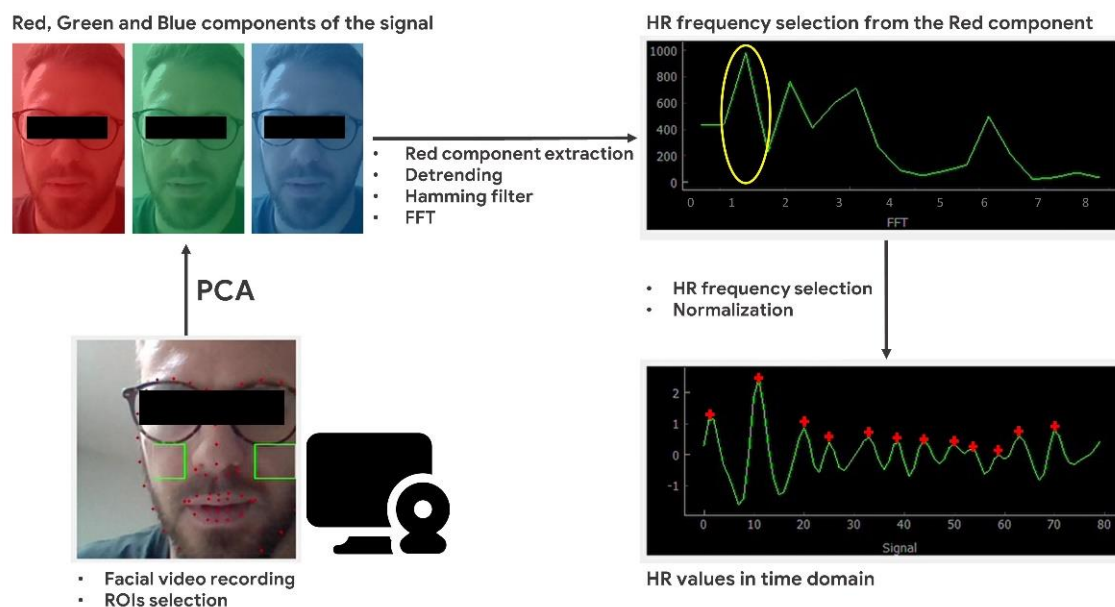 Red, Green and Blue components of the signal
HR frequency selection from the Red component
1000
800
600
400
200
0
0 1 2 3 4 5 6 7 8
FFT
• Red component extraction
• Detrending
• Hamming filter
• FFT
PCA
• HR frequency selection
• Normalization
2
1
0
-1
0 10 20 30 40 50 60 70 80
Signal
• Facial video recording
• ROIs selection
HR values in time domain